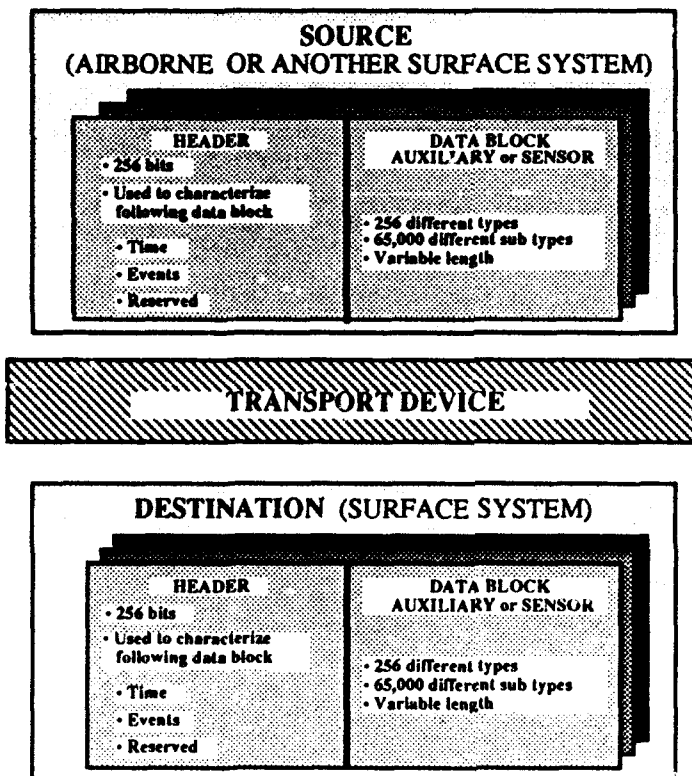 SOURCE
(AIRBORNE OR ANOTHER SURFACE SYSTEM)
HEADER
• 256 bits
• Used to characterize
following data block
• Time
• Events
• Reserved
DATA BLOCK
AUXILIARY or SENSOR
• 256 different types
• 65,000 different sub types
• Variable length
TRANSPORT DEVICE
DESTINATION (SURFACE SYSTEM)
HEADER
• 256 bits
• Used to characterize
following data block
• Time
• Events
• Reserved
DATA BLOCK
AUXILIARY or SENSOR
• 256 different types
• 65,000 different sub types
• Variable length